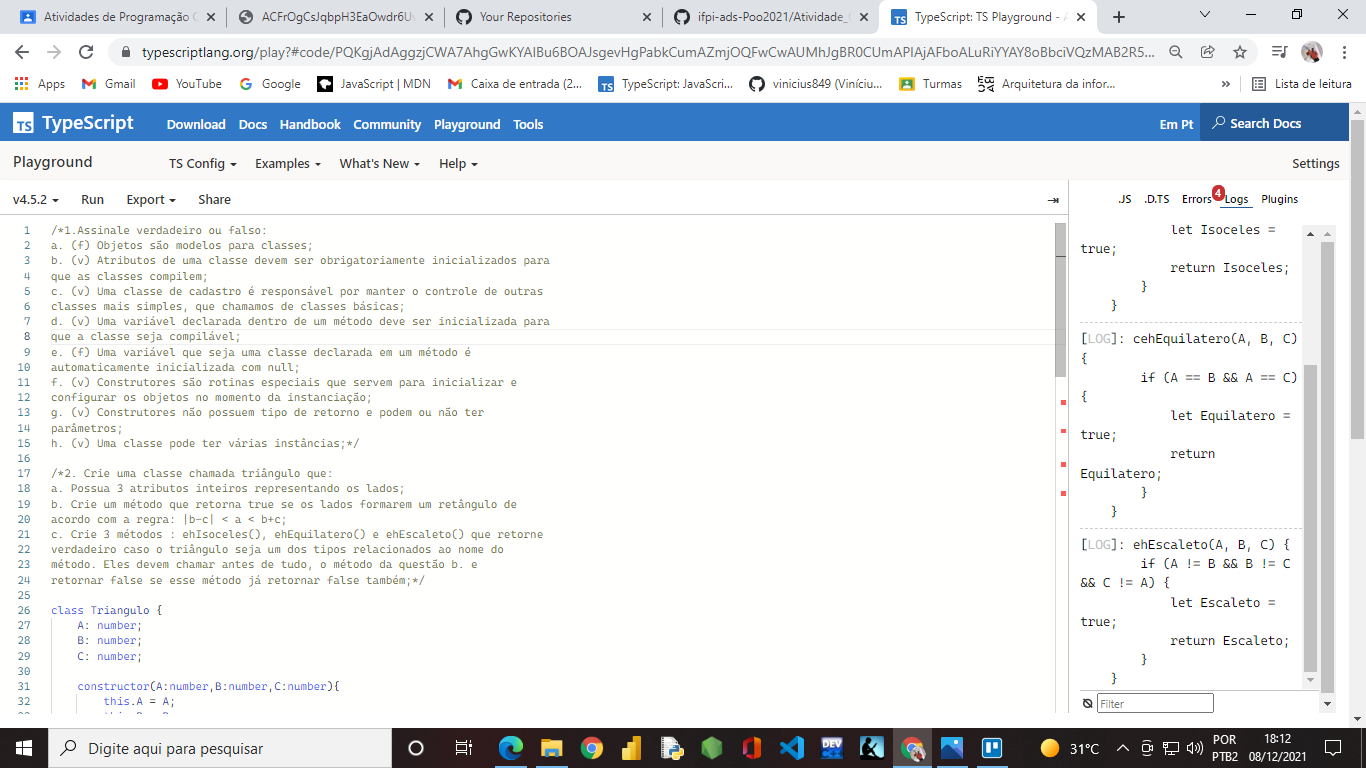 Atividades de Programação O
ACFrOgCsJqbpH3EaOwdr6U
Your Repositories
ifpi-ads-Poo2021/Atividade_
TS TypeScript: TS Playground - A
typescriptlang.org/play?#code/PQKgjAdAggzjCWA7AhgGwKYAIBu6BOAJsgevHgPabkCumAZmjOQFwCwAUMhJgBR0CUmAPIAjAFboALuRiYYAY8oBbciVQzMAB2R5...
Apps
Gmail
YouTube
Google
JavaScript | MDN
Caixa de entrada (2...
TS TypeScript: JavaScri...
vinicius849 (Viníciu...
Turmas
Arquitetura da infor...
»
Lista de leitura
TS TypeScript
Download Docs Handbook Community Playground Tools
Em Pt
Search Docs
Playground
TS Config Examples What's New Help
Settings
v4.5.2 Run Export Share
.JS .D.TS Errors 4 Logs Plugins
1 /*1.Assinale verdadeiro ou falso:
2 a. (f) Objetos são modelos para classes;
3 b. (v) Atributos de uma classe devem ser obrigatoriamente inicializados para
4 que as classes compilem;
5 c. (v) Uma classe de cadastro é responsável por manter o controle de outras
6 classes mais simples, que chamamos de classes básicas;
7 d. (v) Uma variável declarada dentro de um método deve ser inicializada para
8 que a classe seja compilável;
9 e. (f) Uma variável que seja uma classe declarada em um método é
10 automaticamente inicializada com null;
11 f. (v) Construtores são rotinas especiais que servem para inicializar e
12 configurar os objetos no momento da instanciação;
13 g. (v) Construtores não possuem tipo de retorno e podem ou não ter
14 parâmetros;
15 h. (v) Uma classe pode ter várias instâncias;*/
16
17 /*2. Crie uma classe chamada triângulo que:
18 a. Possua 3 atributos inteiros representando os lados;
19 b. Crie um método que retorna true se os lados formarem um retângulo de
20 acordo com a regra: |b-c| < a < b+c;
21 c. Crie 3 métodos : ehIsoceles(), ehEquilatero() e ehEscaleto() que retorne
22 verdadeiro caso o triângulo seja um dos tipos relacionados ao nome do
23 método. Eles devem chamar antes de tudo, o método da questão b. e
24 retornar false se esse método já retornar false também;*/
25
26 class Triangulo {
27 A: number;
28 B: number;
29 C: number;
30
31 constructor(A:number,B:number,C:number){
32 this.A = A;
let Isoceles =
true;
return Isoceles;
}
}
[LOG]: cehEquilatero(A, B, C)
{
if (A == B && A == C)
{
let Equilatero =
true;
return
Equilatero;
}
}
[LOG]: ehEscaleto(A, B, C) {
if (A != B && B != C
&& C != A) {
let Escaleto =
true;
return Escaleto;
}
}
Filter
Digite aqui para pesquisar
DEV
31°C
POR
PTB2
18:12
08/12/2021